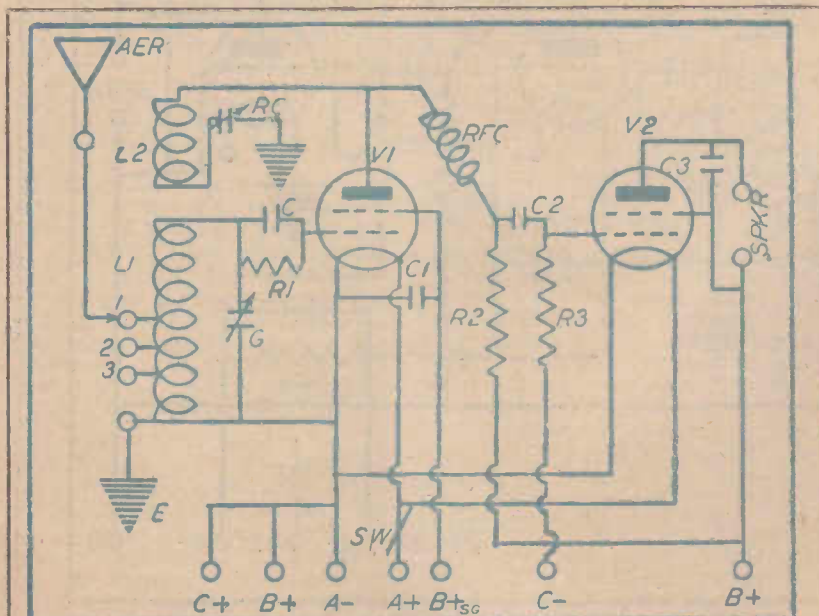 AER
RC
L2
RFC
V1
V2
C3
C
C2
SPKR
L1
R1
C1
1
G
R2
R3
2
3
E
SW
C+ B+ A- A+ B+SG C- B+